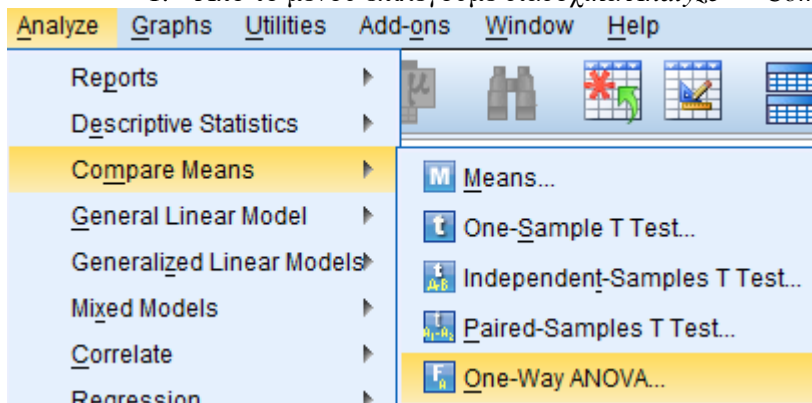 Analyze Graphs Utilities Add-ons Window Help
Reports
Descriptive Statistics
Compare Means
General Linear Model
Generalized Linear Models
Mixed Models
Correlate
Regression
M Means...
t One-Sample T Test...
Independent-Samples T Test...
Paired-Samples T Test...
One-Way ANOVA...